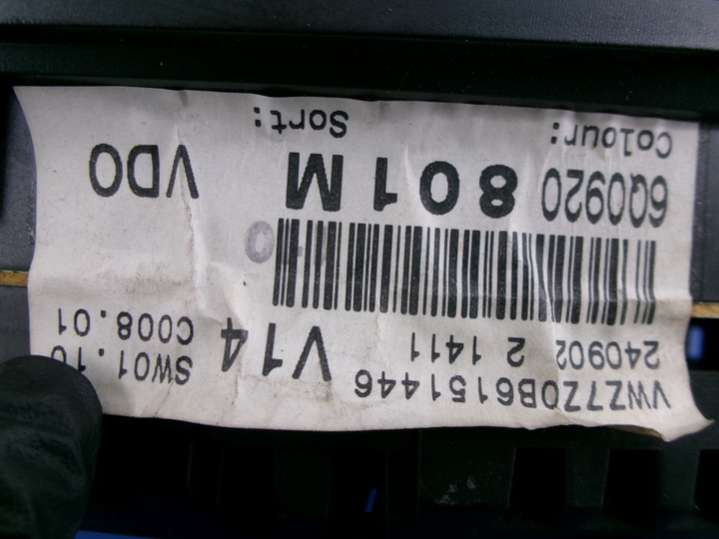 VWZ7Z0B6151446 SW01.10
240902 2 1411 V14 C008.01
6Q0920 801M VDO
Colour: Sort: